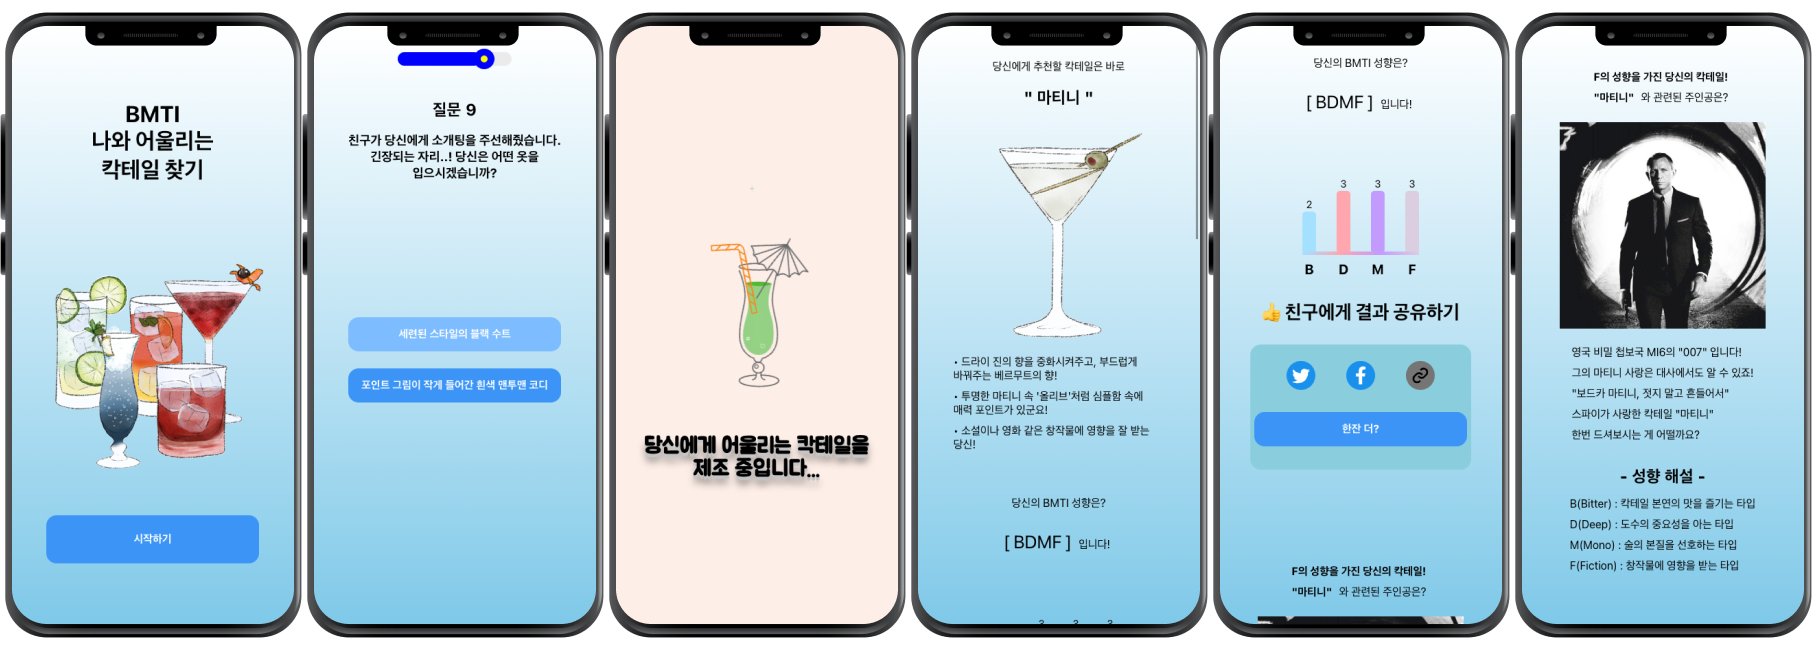 BMTI
나와 어울리는
칵테일 찾기
시작하기
질문 9
친구가 당신에게 소개팅을 주선해줬습니다.
긴장되는 자리..! 당신은 어떤 옷을
입으시겠습니까?
세련된 스타일의 블랙 수트
포인트 그림이 작게 들어간 흰색 맨투맨 코디
당신에게 어울리는 칵테일을
제조 중입니다...
당신에게 추천할 칵테일은 바로
" 마티니 "
• 드라이 진의 향을 중화시켜주고, 부드럽게
바꿔주는 베르무트의 향!
• 투명한 마티니 속 '올리브'처럼 심플함 속에
매력 포인트가 있군요!
• 소설이나 영화 같은 창작물에 영향을 잘 받는
당신!
당신의 BMTI 성향은?
[ BDMF ] 입니다!
3 3 3
당신의 BMTI 성향은?
[ BDMF ] 입니다!
2 3 3 3
B D M F
👍 친구에게 결과 공유하기
한잔 더?
F의 성향을 가진 당신의 칵테일!
"마티니" 와 관련된 주인공은?
F의 성향을 가진 당신의 칵테일!
"마티니" 와 관련된 주인공은?
영국 비밀 첩보국 MI6의 "007" 입니다!
그의 마티니 사랑은 대사에서도 알 수 있죠!
"보드카 마티니, 젓지 말고 흔들어서"
스파이가 사랑한 칵테일 "마티니"
한번 드셔보시는 게 어떨까요?
- 성향 해설 -
B(Bitter) : 칵테일 본연의 맛을 즐기는 타입
D(Deep) : 도수의 중요성을 아는 타입
M(Mono) : 술의 본질을 선호하는 타입
F(Fiction) : 창작물에 영향을 받는 타입